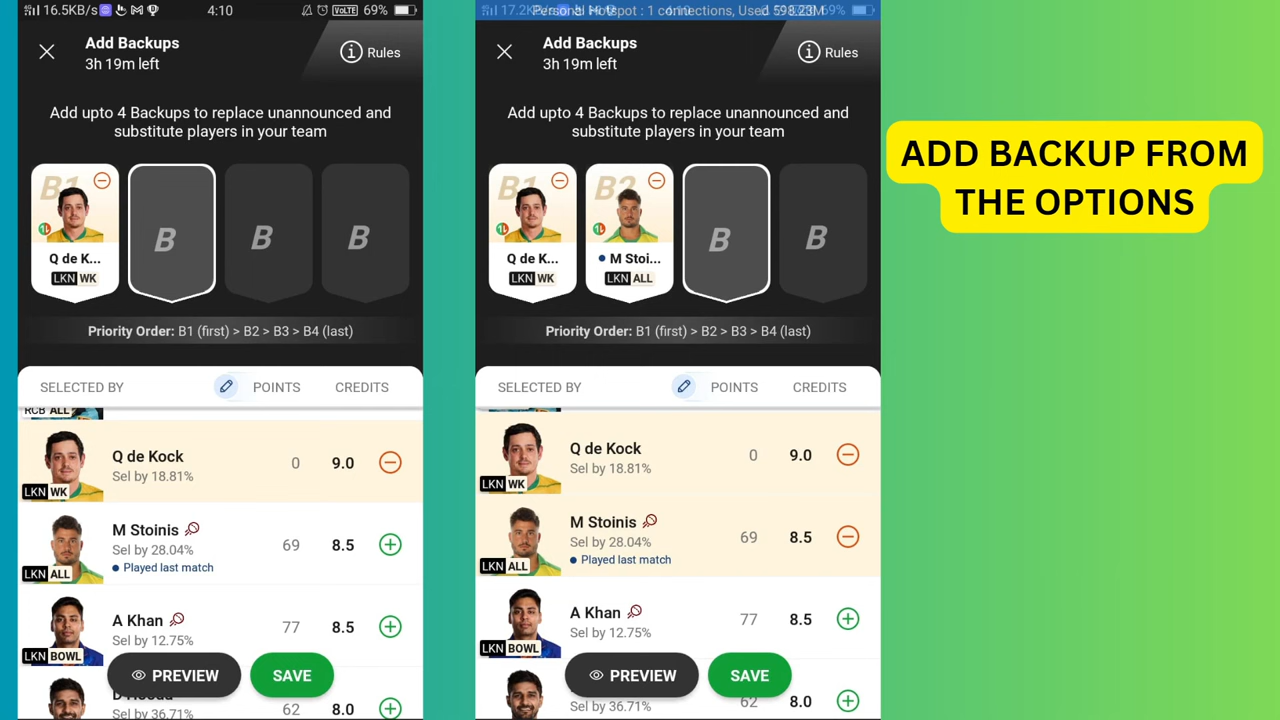 16.5KB/s
4:10
VOLTE 69%
Add Backups
3h 19m left
Rules
Add upto 4 Backups to replace unannounced and
substitute players in your team
B1
1L
B
B
B
Q de K...
LKN WK
Priority Order: B1 (first) > B2 > B3 > B4 (last)
SELECTED BY
POINTS
CREDITS
RCB ALL
Q de Kock
0
9.0
Sel by 18.81%
LKN WK
M Stoinis
69
8.5
Sel by 28.04%
Played last match
LKN ALL
A Khan
77
8.5
Sel by 12.75%
LKN BOWL
PREVIEW
SAVE
62
8.0
Personal Hotspot : 1 connections, Used 598.23M
Add Backups
3h 19m left
Rules
Add upto 4 Backups to replace unannounced and
substitute players in your team
B1
B2
1L
1L
B
B
Q de K...
M Stoi...
LKN WK
LKN ALL
Priority Order: B1 (first) > B2 > B3 > B4 (last)
SELECTED BY
POINTS
CREDITS
Q de Kock
0
9.0
Sel by 18.81%
LKN WK
M Stoinis
69
8.5
Sel by 28.04%
Played last match
LKN ALL
A Khan
77
8.5
Sel by 12.75%
LKN BOWL
PREVIEW
SAVE
Sel by 36.71%
62
8.0
ADD BACKUP FROM
THE OPTIONS